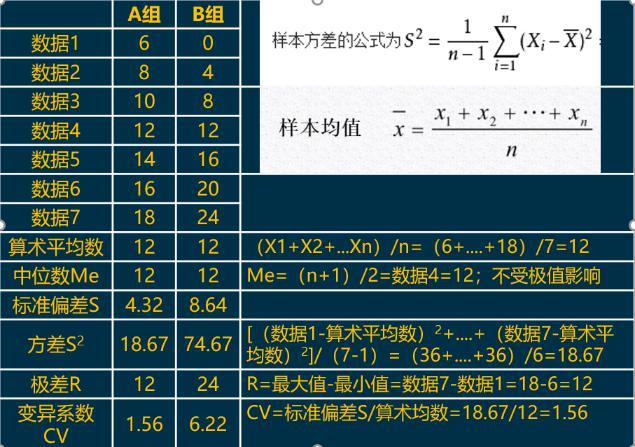 A组 B组
数据1 6 0
数据2 8 4
数据3 10 8
数据4 12 12
数据5 14 16
数据6 16 20
数据7 18 24
样本方差的公式为S² = 1/(n−1) ∑ⁿᵢ₌₁ (Xᵢ − X̄)²
样本均值 x̄ = (x₁ + x₂ + ⋯ + xₙ)/n
算术平均数 12 12 （X1+X2+...Xn）/n=（6+....+18）/7=12
中位数Me 12 12 Me=（n+1）/2=数据4=12；不受极值影响
标准偏差S 4.32 8.64
方差S² 18.67 74.67 [（数据1-算术平均数）²+....+（数据7-算术平
均数）²]/（7-1）=（36+....+36）/6=18.67
极差R 12 24 R=最大值-最小值=数据7-数据1=18-6=12
变异系数
CV 1.56 6.22 CV=标准偏差S/算术均数=18.67/12=1.56